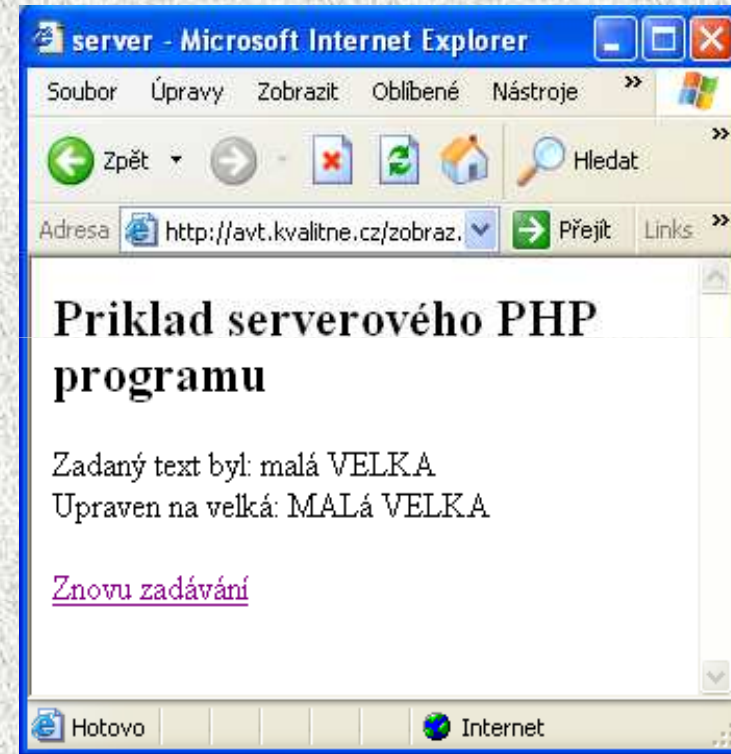 server - Microsoft Internet Explorer
Soubor Úpravy Zobrazit Oblíbené Nástroje »
Zpět Hledat »
Adresa http://avt.kvalitne.cz/zobraz. Přejít Links »
Priklad serverového PHP
programu
Zadaný text byl: malá VELKA
Upraven na velká: MALá VELKA
Znovu zadávání
Hotovo Internet